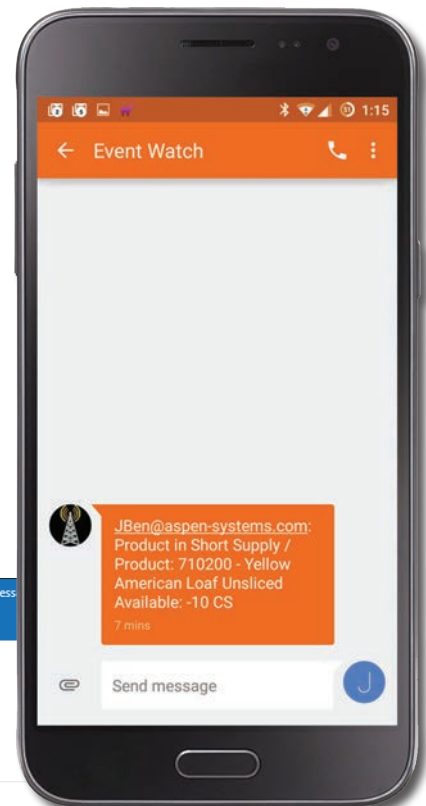 31
1:15
Event Watch
JBen@aspen-systems.com:
Product in Short Supply /
Product: 710200 - Yellow
American Loaf Unsliced
Available: -10 CS
7 mins
Send message
J